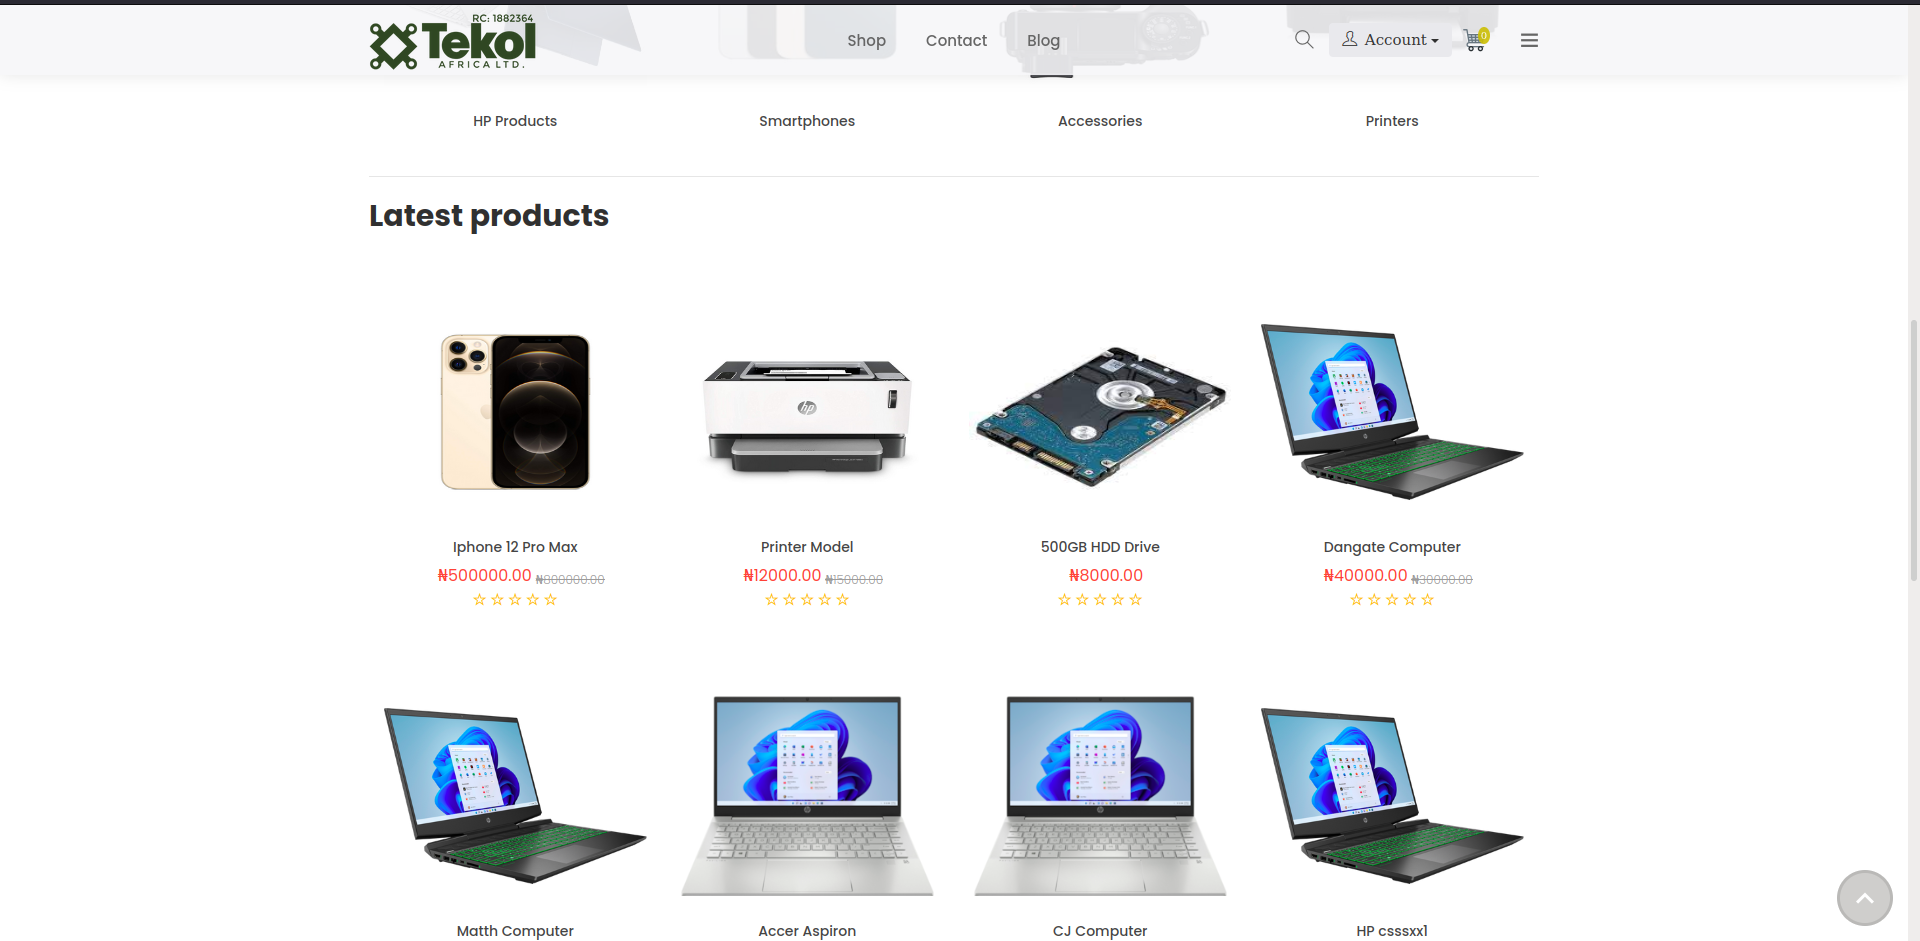 RC: 1882364
Tekol
AFRICA LTD.
Shop
Contact
Blog
Account
0
HP Products
Smartphones
Accessories
Printers
Latest products
hp
Iphone 12 Pro Max
Printer Model
500GB HDD Drive
Dangate Computer
₦500000.00 ₦800000.00
₦12000.00 ₦15000.00
₦8000.00
₦40000.00 ₦30000.00
Matth Computer
Accer Aspiron
CJ Computer
HP csssxx1